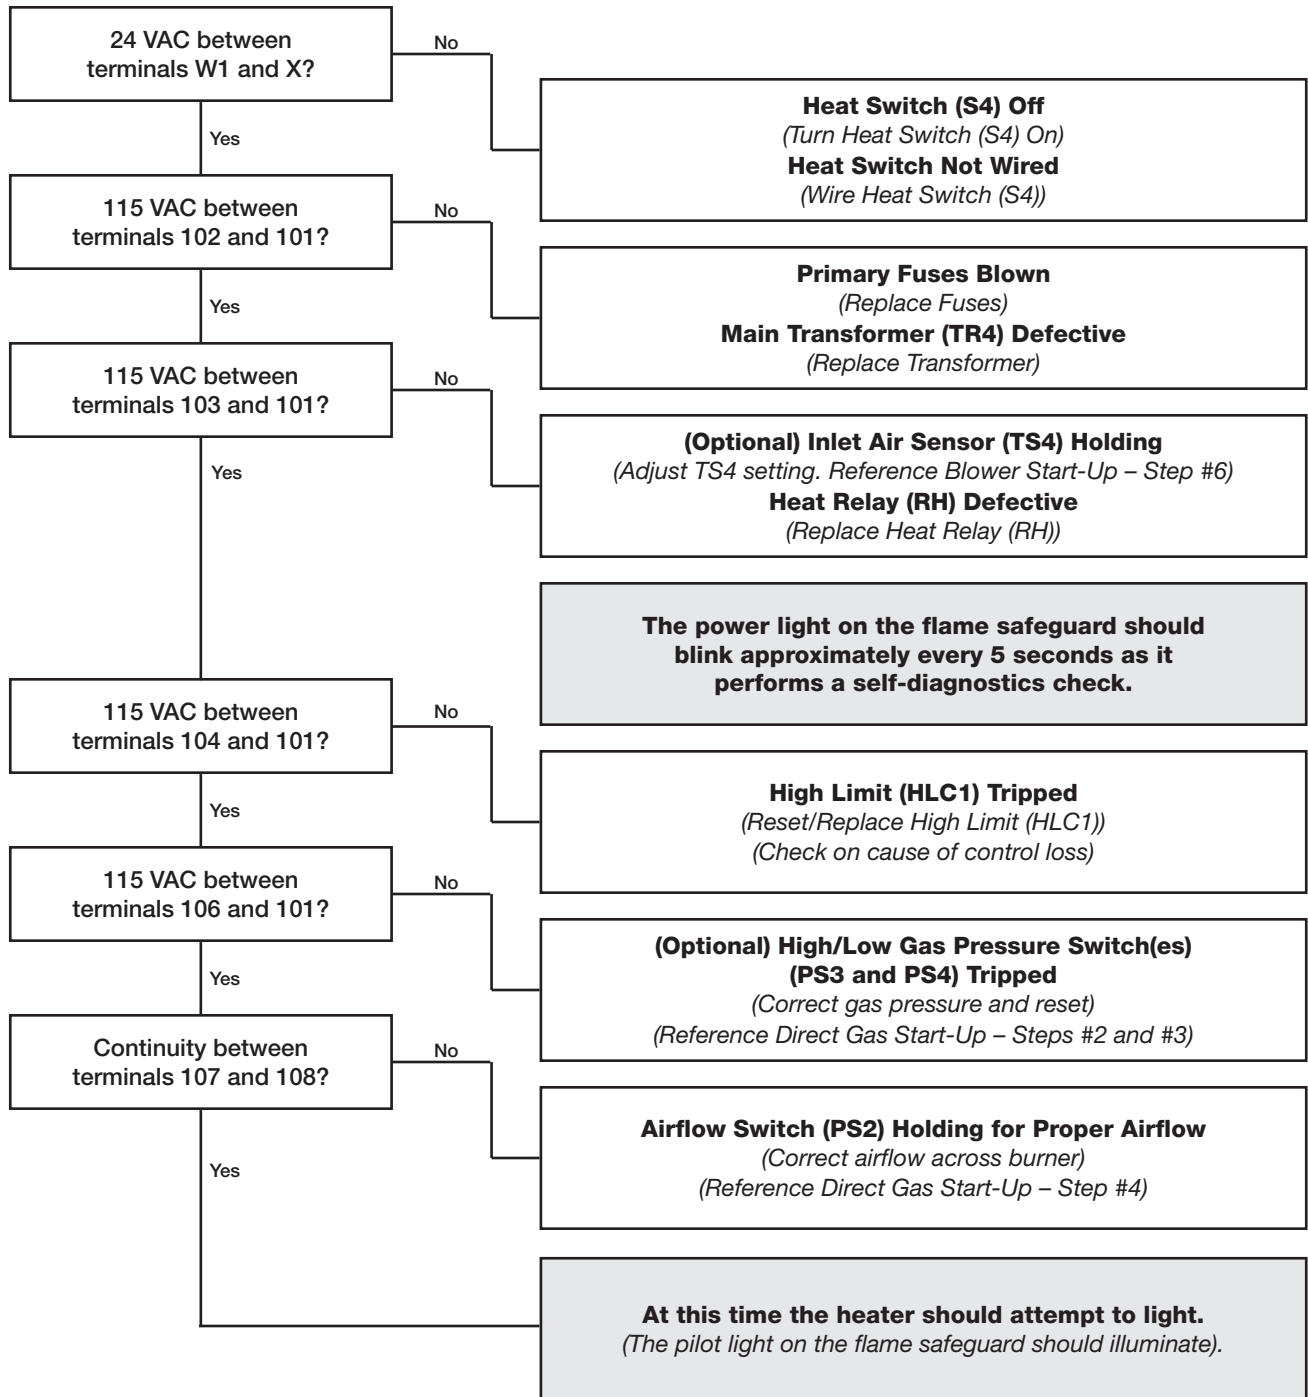 24 VAC between
terminals W1 and X?
No
Yes
Heat Switch (S4) Off
(Turn Heat Switch (S4) On)
Heat Switch Not Wired
(Wire Heat Switch (S4))
115 VAC between
terminals 102 and 101?
No
Yes
Primary Fuses Blown
(Replace Fuses)
Main Transformer (TR4) Defective
(Replace Transformer)
115 VAC between
terminals 103 and 101?
No
Yes
(Optional) Inlet Air Sensor (TS4) Holding
(Adjust TS4 setting. Reference Blower Start-Up – Step #6)
Heat Relay (RH) Defective
(Replace Heat Relay (RH))
The power light on the flame safeguard should
blink approximately every 5 seconds as it
performs a self-diagnostics check.
115 VAC between
terminals 104 and 101?
No
Yes
High Limit (HLC1) Tripped
(Reset/Replace High Limit (HLC1))
(Check on cause of control loss)
115 VAC between
terminals 106 and 101?
No
Yes
(Optional) High/Low Gas Pressure Switch(es)
(PS3 and PS4) Tripped
(Correct gas pressure and reset)
(Reference Direct Gas Start-Up – Steps #2 and #3)
Continuity between
terminals 107 and 108?
No
Yes
Airflow Switch (PS2) Holding for Proper Airflow
(Correct airflow across burner)
(Reference Direct Gas Start-Up – Step #4)
At this time the heater should attempt to light.
(The pilot light on the flame safeguard should illuminate).